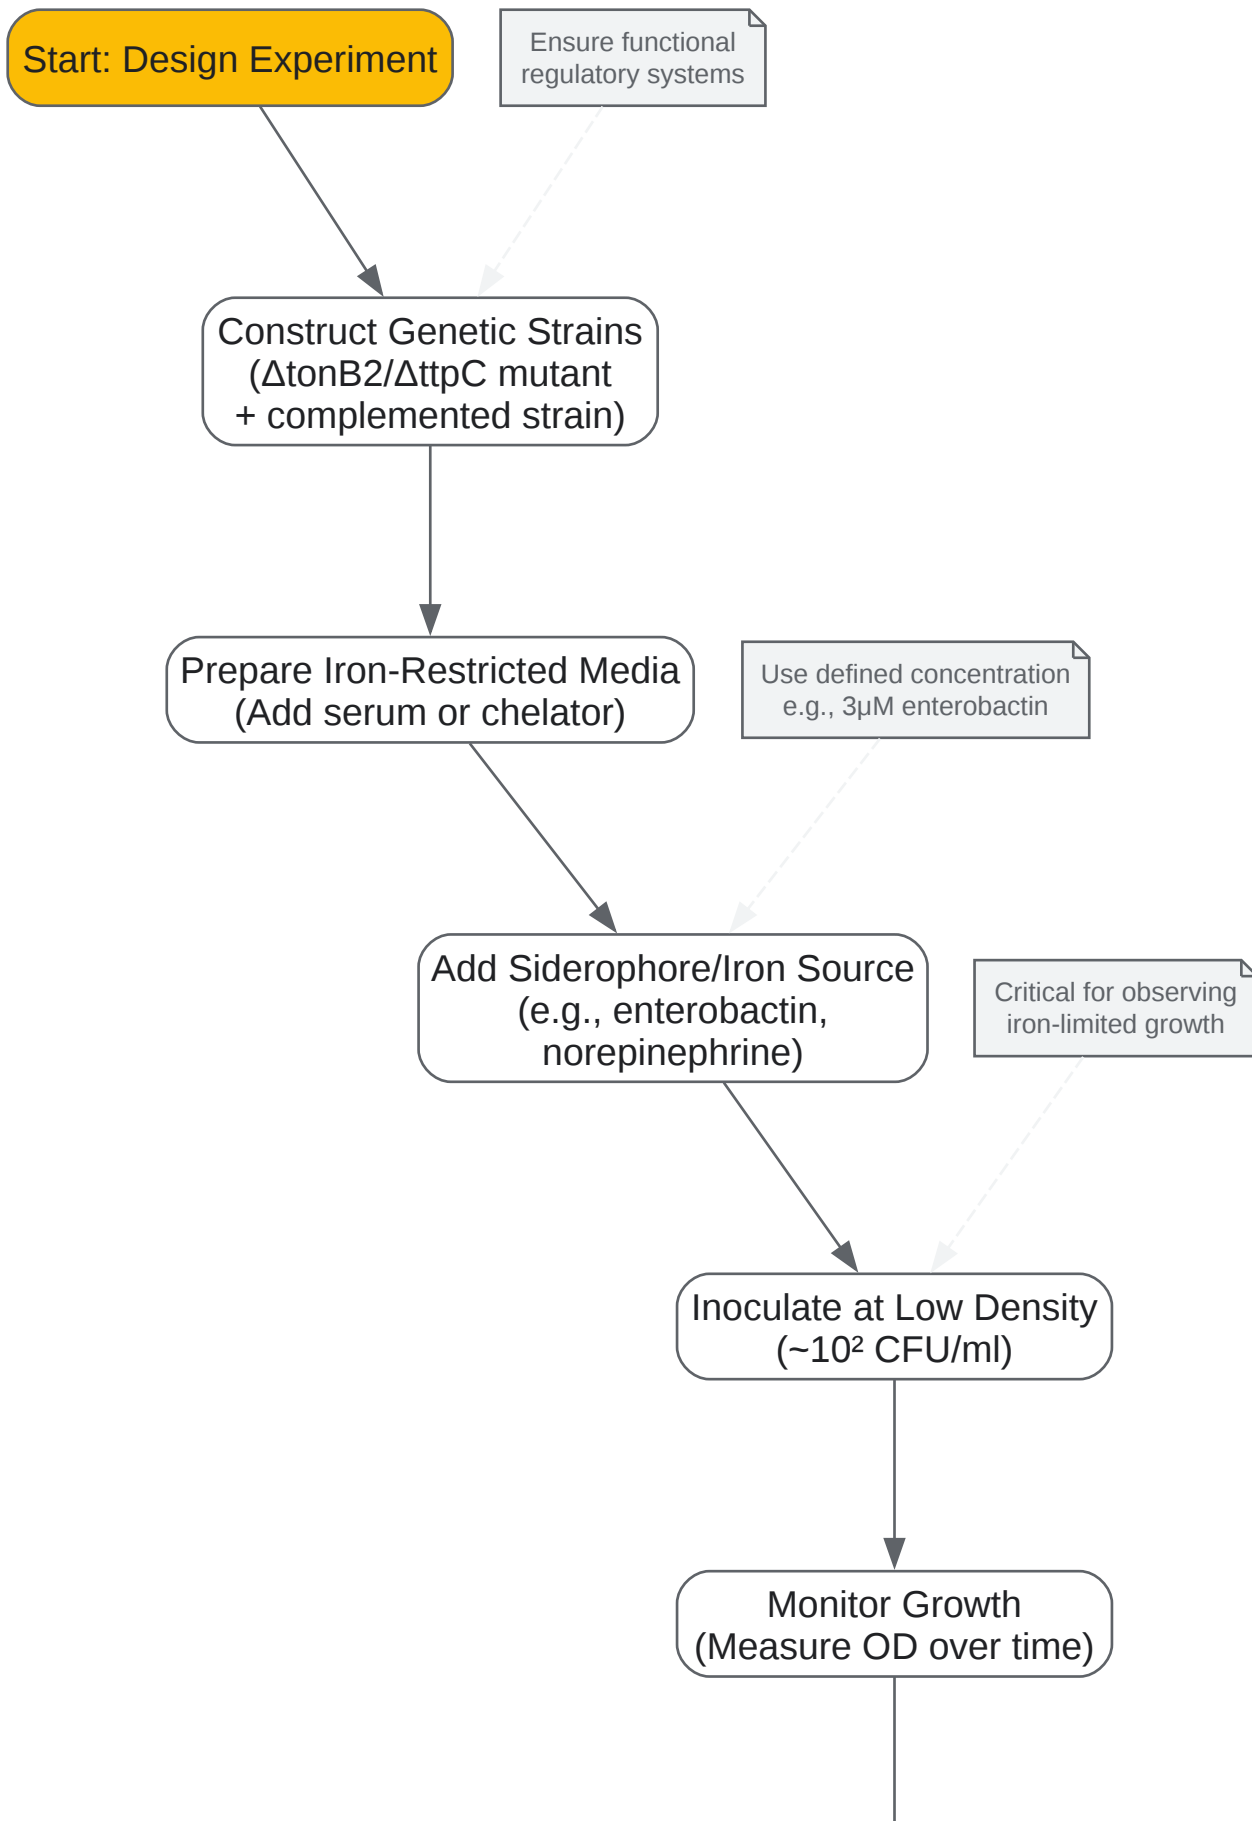 Start: Design Experiment
Ensure functional
regulatory systems
Construct Genetic Strains
(ΔtonB2/ΔttpC mutant
+ complemented strain)
Prepare Iron-Restricted Media
(Add serum or chelator)
Use defined concentration
e.g., 3μM enterobactin
Add Siderophore/Iron Source
(e.g., enterobactin,
norepinephrine)
Critical for observing
iron-limited growth
Inoculate at Low Density
(~10² CFU/ml)
Monitor Growth
(Measure OD over time)